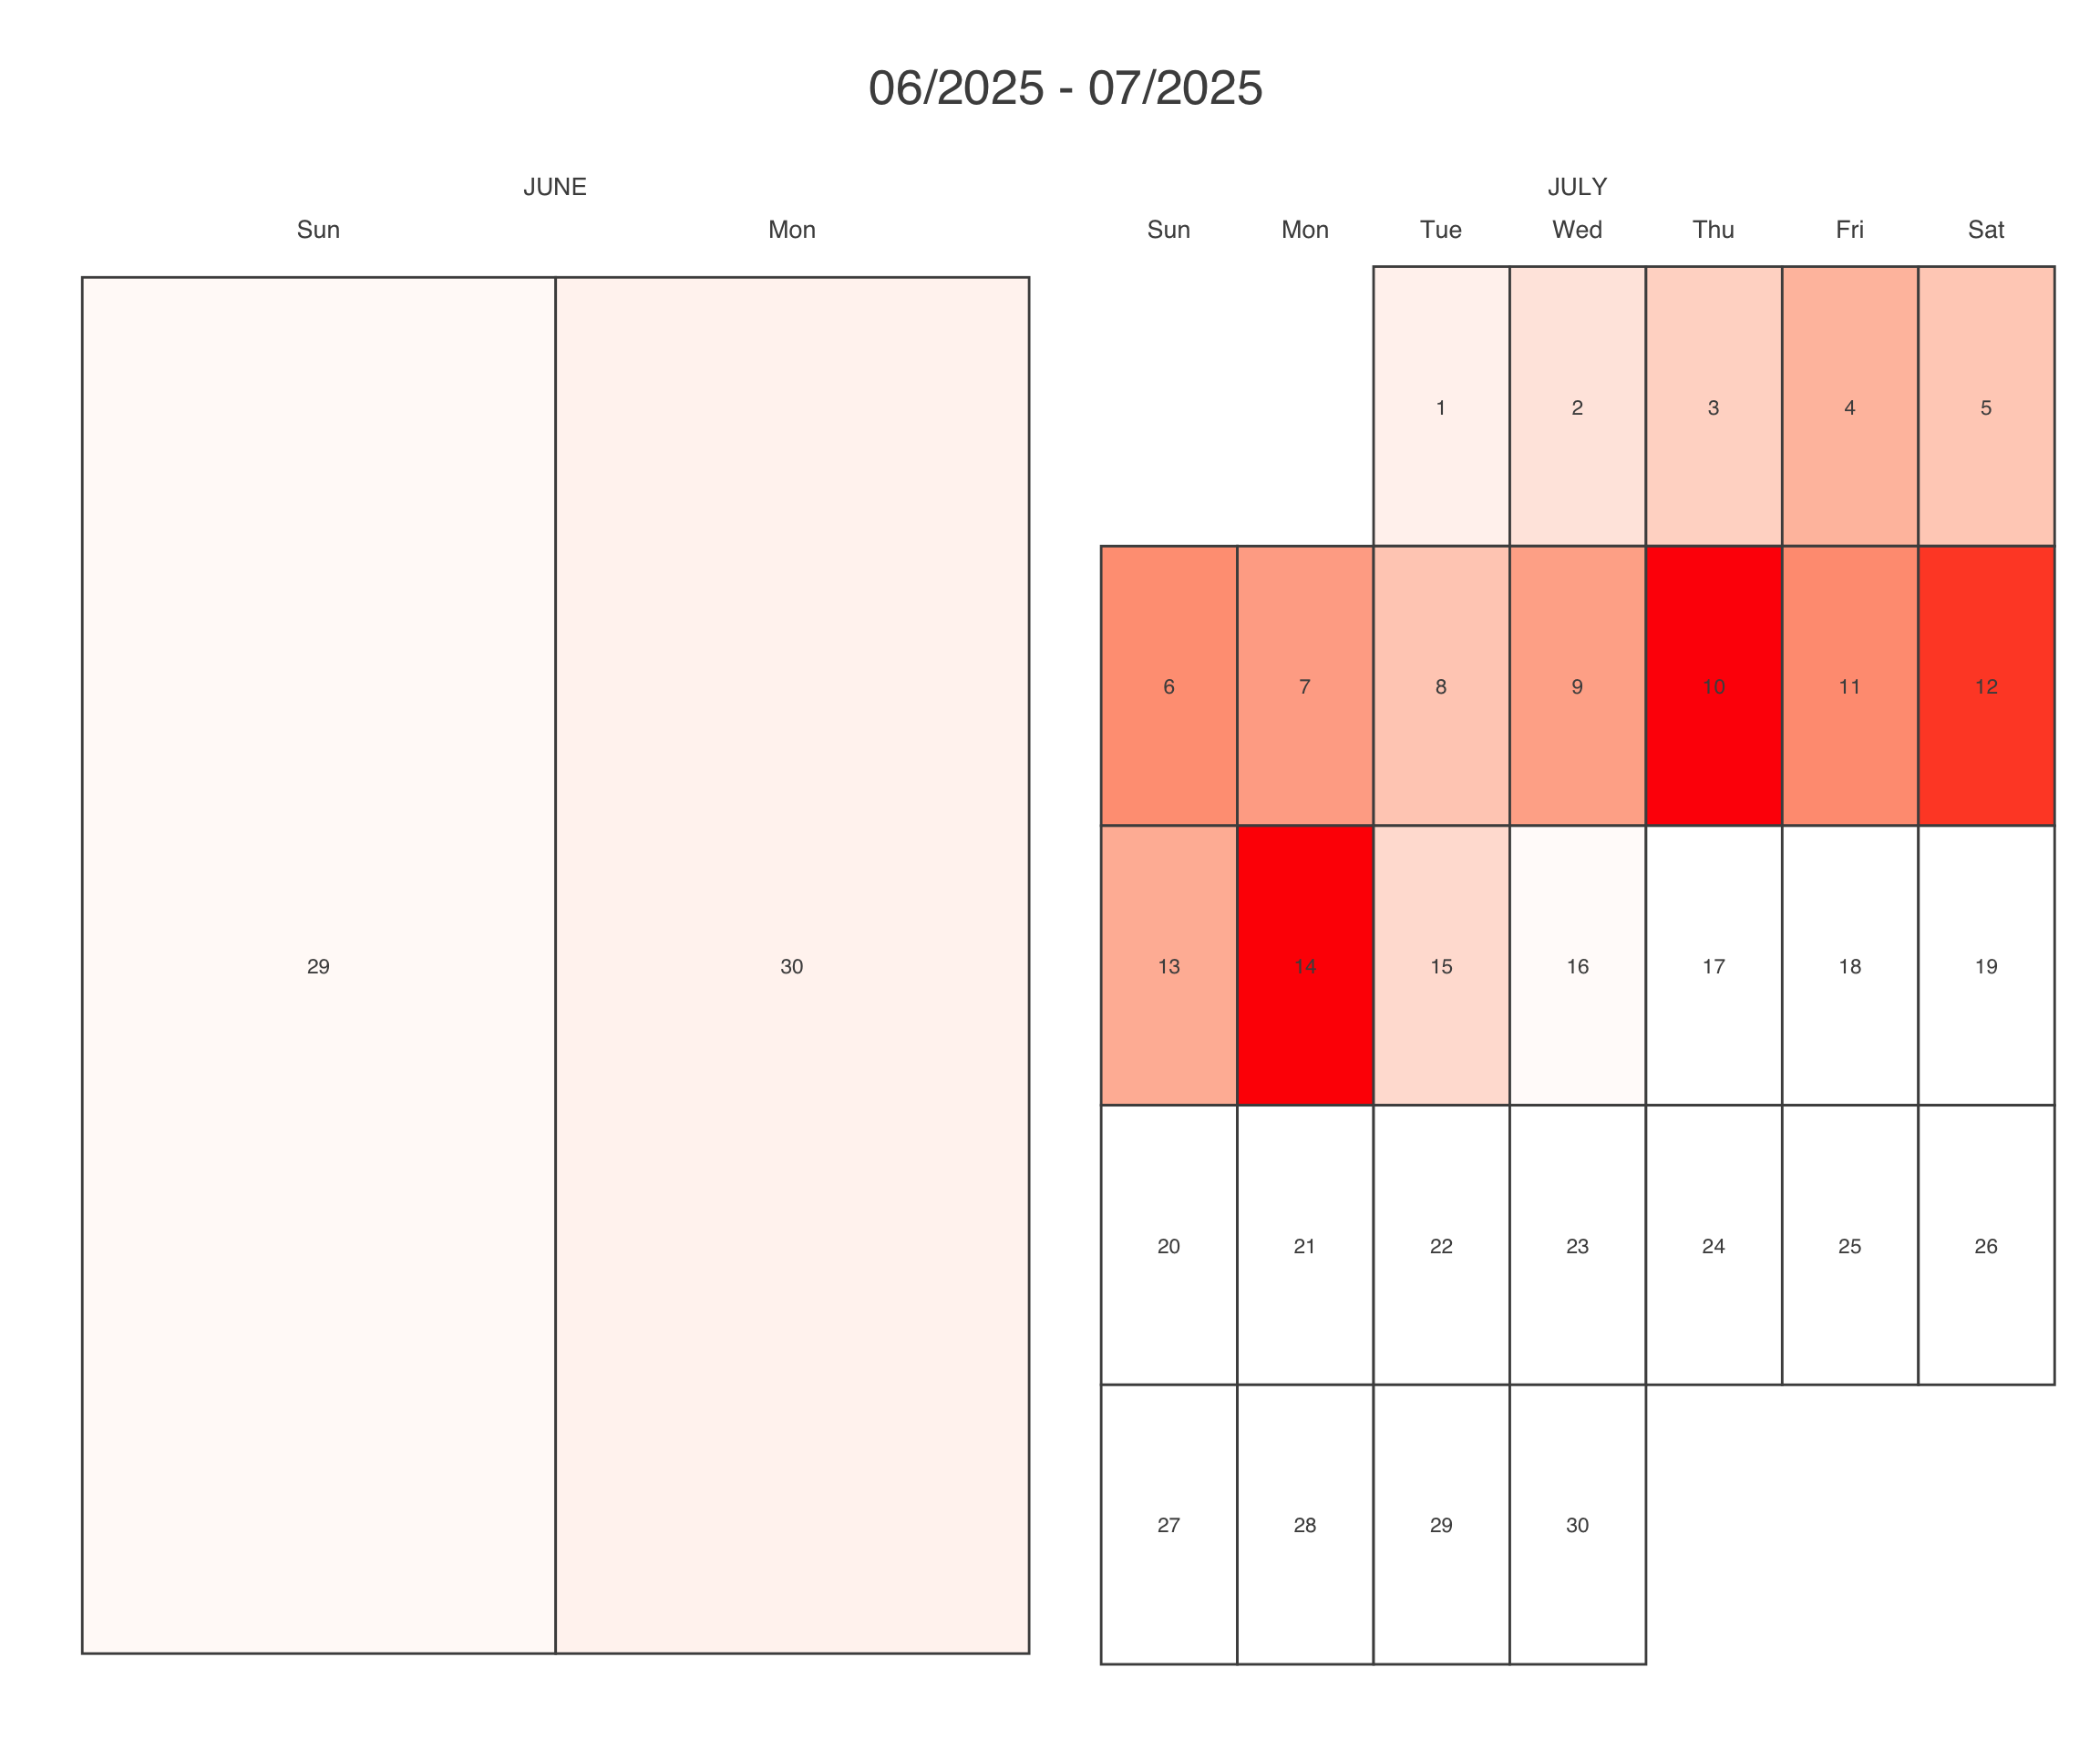 06/2025 - 07/2025
JUNE
Sun Mon
29 30
JULY
Sun Mon Tue Wed Thu Fri Sat
1 2 3 4 5
6 7 8 9 10 11 12
13 14 15 16 17 18 19
20 21 22 23 24 25 26
27 28 29 30